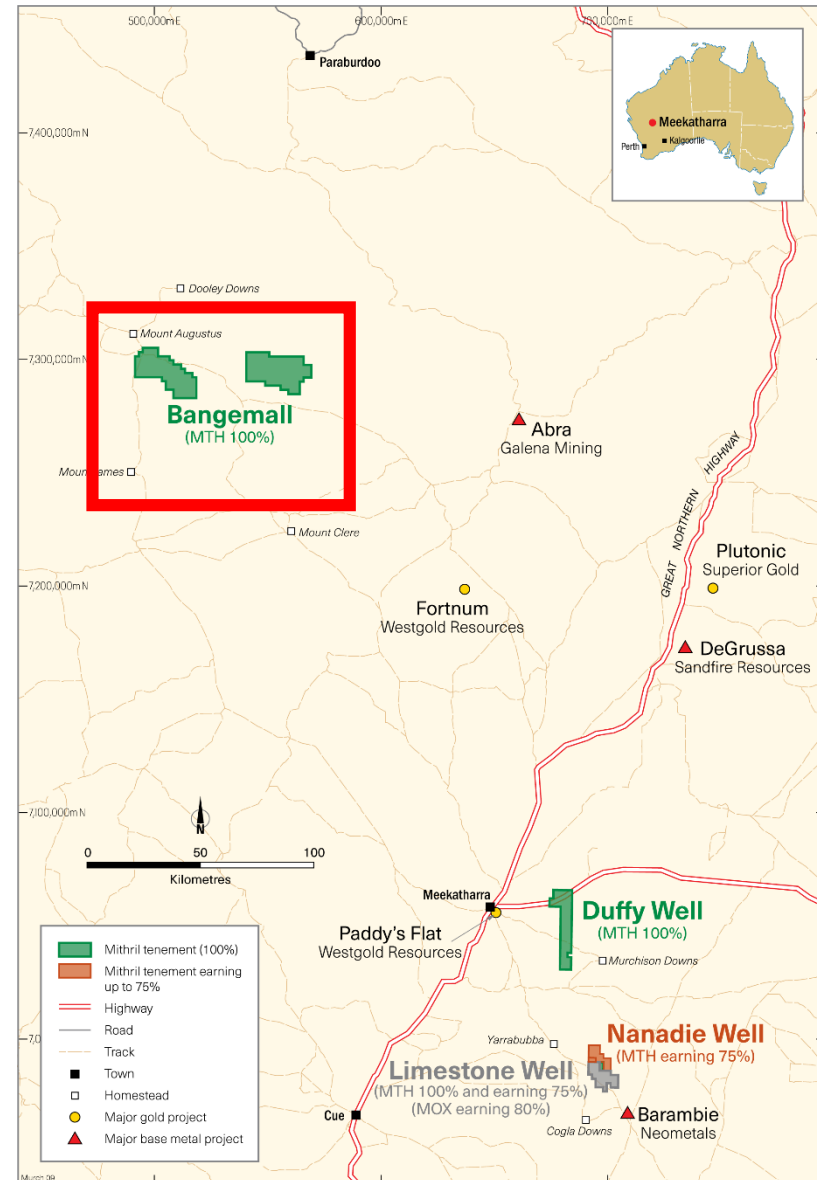 500,000mE
600,000mE
700,000mE
Paraburdoo
7,400,000mN
Meekatharra
Perth
Kalgoorlie
Dooley Downs
Mount Augustus
7,300,000mN
Bangemall
(MTH 100%)
Abra
Galena Mining
Mount Clere
GREAT NORTHERN HIGHWAY
7,200,000mN
Plutonic
Superior Gold
Fortnum
Westgold Resources
DeGrussa
Sandfire Resources
7,100,000mN
N
0
50
100
Kilometres
Meekatharra
Duffy Well
(MTH 100%)
Paddy's Flat
Westgold Resources
Murchison Downs
Mithril tenement (100%)
Mithril tenement earning
up to 75%
Highway
Road
Track
Town
Homestead
Major gold project
Major base metal project
Yarrabubba
Nanadie Well
(MTH earning 75%)
Limestone Well
(MTH 100% and earning 75%)
(MOX earning 80%)
Cue
Cogla Downs
Barambie
Neometals